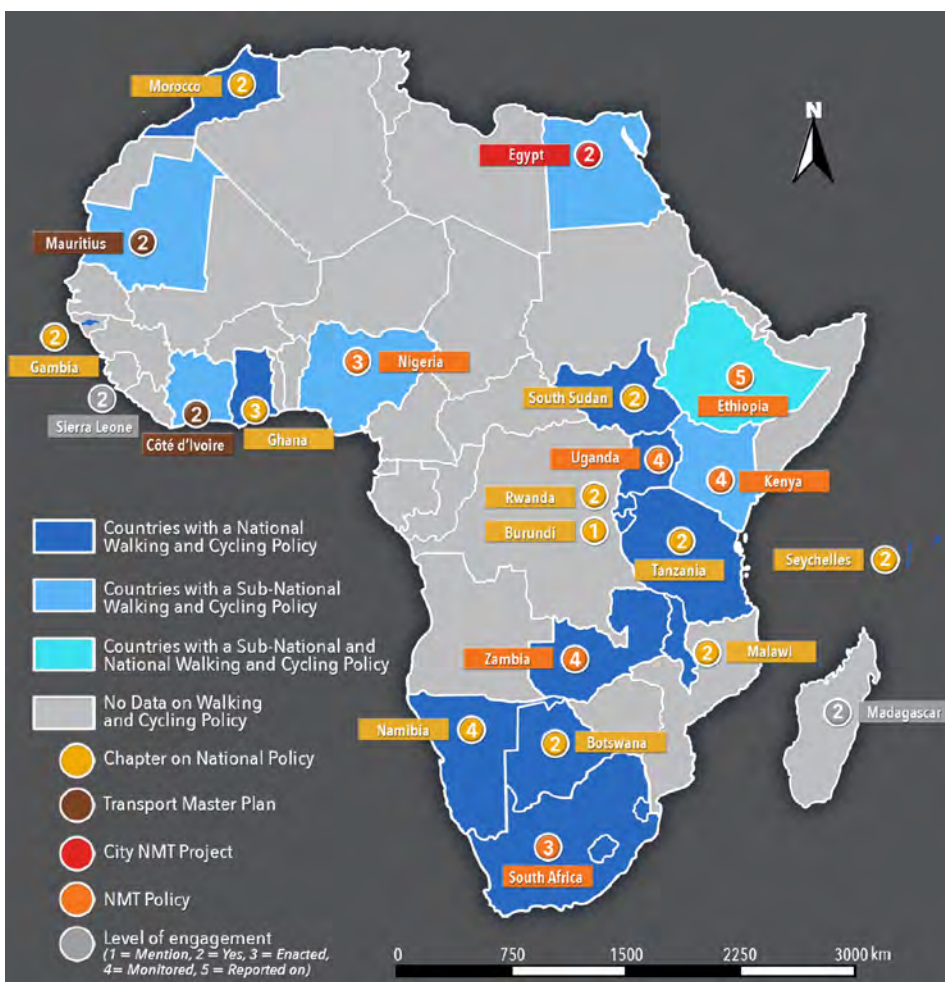 N
Morocco
2
Egypt
2
Mauritius
2
2
Gambia
2
Sierra Leone
2
Côté d'Ivoire
3
Ghana
3
Nigeria
South Sudan
2
5
Ethiopia
Uganda
4
4
Kenya
Rwanda
2
Burundi
1
2
Tanzania
Seychelles
2
Zambia
4
2
Malawi
Namibia
4
2
Botswana
2
Madagascar
3
South Africa
Countries with a National
Walking and Cycling Policy
Countries with a Sub-National
Walking and Cycling Policy
Countries with a Sub-National and
National Walking and Cycling Policy
No Data on Walking
and Cycling Policy
Chapter on National Policy
Transport Master Plan
City NMT Project
NMT Policy
Level of engagement
(1 = Mention, 2 = Yes, 3 = Enacted,
4= Monitored, 5 = Reported on)
0 750 1500 2250 3000 km